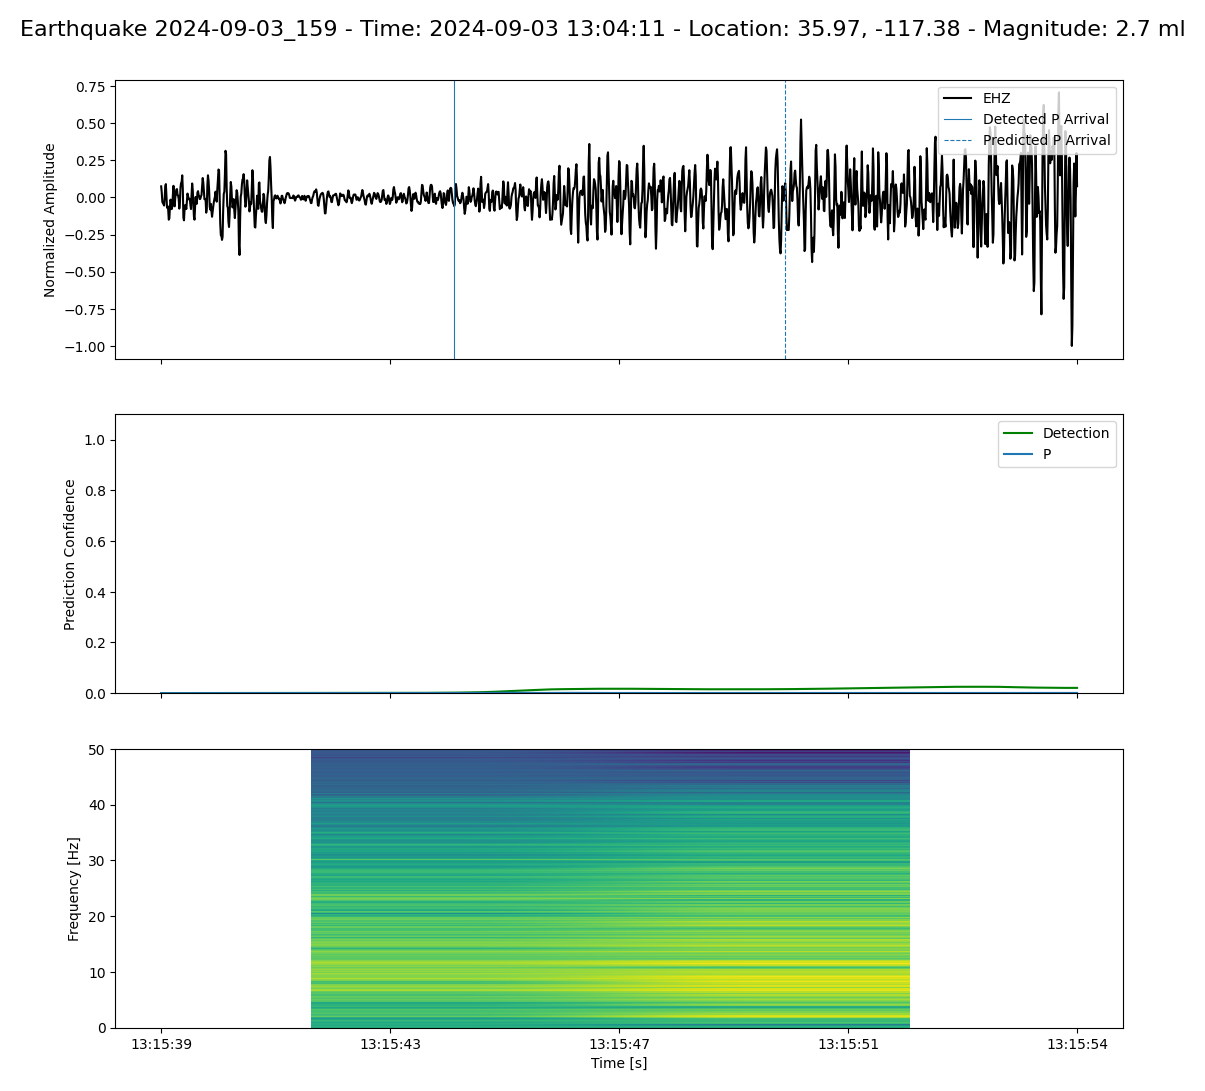 Earthquake 2024-09-03_159 - Time: 2024-09-03 13:04:11 - Location: 35.97, -117.38 - Magnitude: 2.7 ml
0.75
0.50
0.25
0.00
−0.25
−0.50
−0.75
−1.00
Normalized Amplitude
EHZ
Detected P Arrival
Predicted P Arrival
1.0
0.8
0.6
0.4
0.2
0.0
Prediction Confidence
Detection
P
50
40
30
20
10
0
Frequency [Hz]
13:15:39 13:15:43 13:15:47 13:15:51 13:15:54
Time [s]